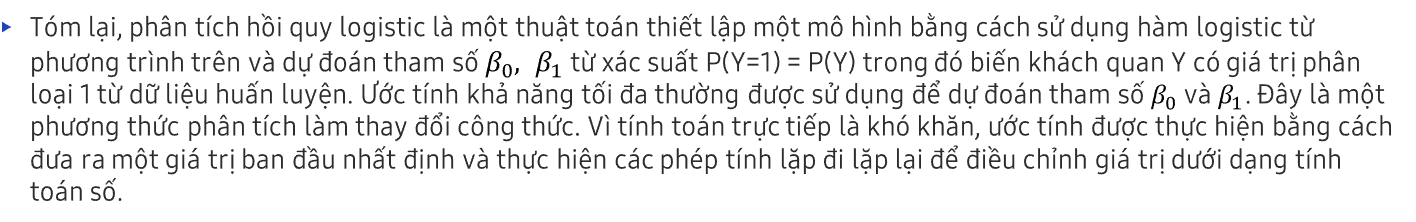 ▸ Tóm lại, phân tích hồi quy logistic là một thuật toán thiết lập một mô hình bằng cách sử dụng hàm logistic từ
phương trình trên và dự đoán tham số β₀, β₁ từ xác suất P(Y=1) = P(Y) trong đó biến khách quan Y có giá trị phân
loại 1 từ dữ liệu huấn luyện. Ước tính khả năng tối đa thường được sử dụng để dự đoán tham số β₀ và β₁. Đây là một
phương thức phân tích làm thay đổi công thức. Vì tính toán trực tiếp là khó khăn, ước tính được thực hiện bằng cách
đưa ra một giá trị ban đầu nhất định và thực hiện các phép tính lặp đi lặp lại để điều chỉnh giá trị dưới dạng tính
toán số.